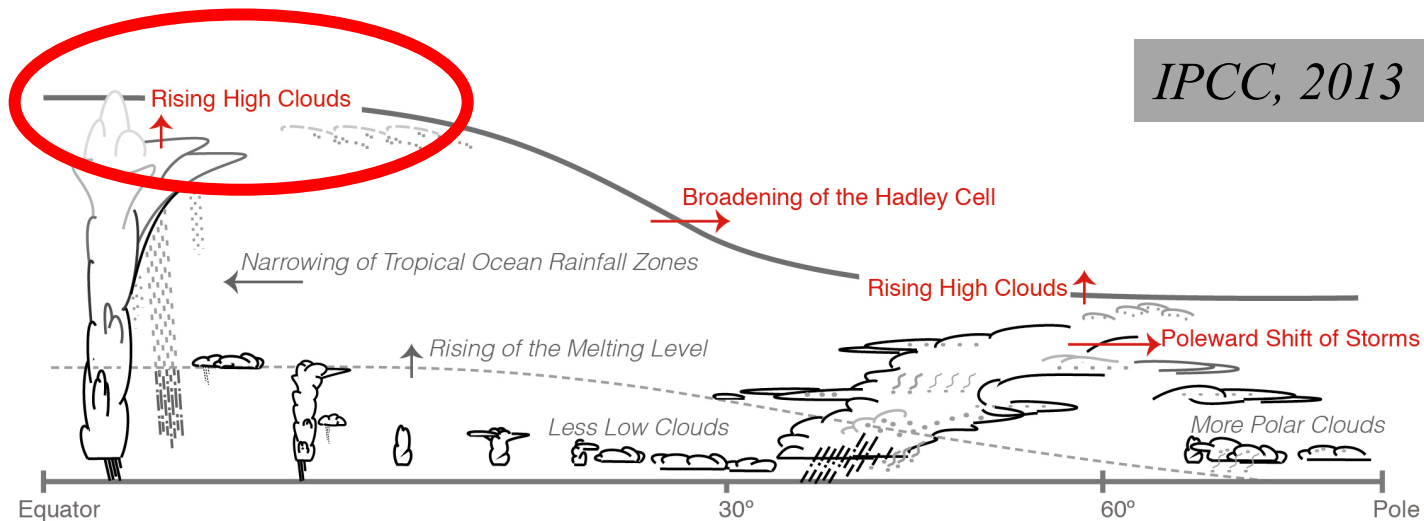 IPCC, 2013
Rising High Clouds
Broadening of the Hadley Cell
Narrowing of Tropical Ocean Rainfall Zones
Rising High Clouds
Poleward Shift of Storms
Rising of the Melting Level
Less Low Clouds
More Polar Clouds
Equator
30º
60º
Pole